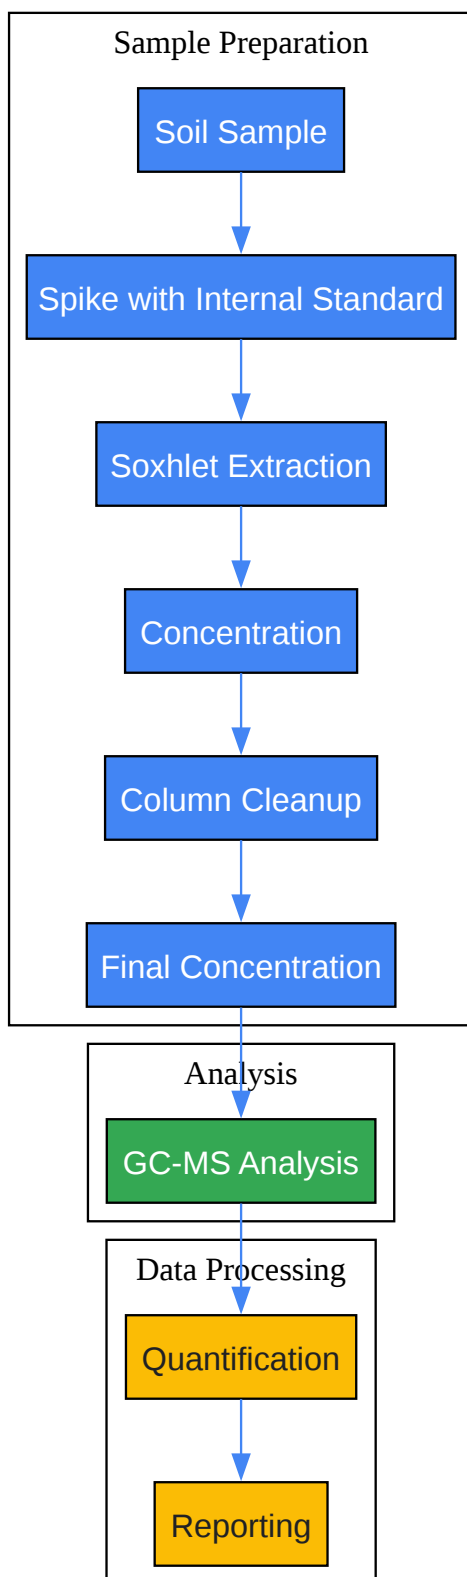 Sample Preparation
Soil Sample
Spike with Internal Standard
Soxhlet Extraction
Concentration
Column Cleanup
Final Concentration
Analysis
GC-MS Analysis
Data Processing
Quantification
Reporting